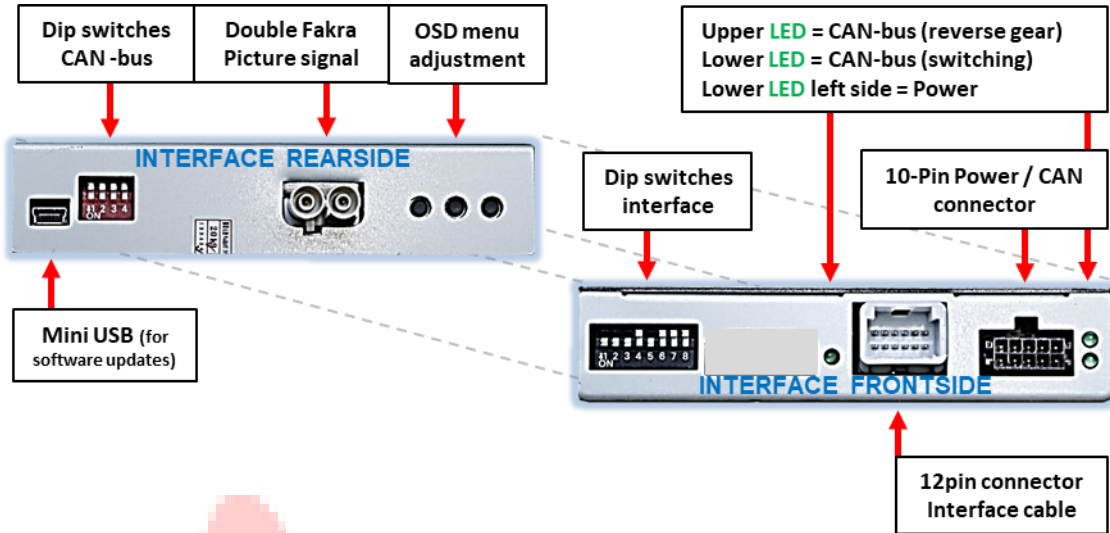 Dip switches
CAN -bus
Double Fakra
Picture signal
OSD menu
adjustment
Upper LED = CAN-bus (reverse gear)
Lower LED = CAN-bus (switching)
Lower LED left side = Power
INTERFACE REARSIDE
1 2 3 4
ON
Dip switches
interface
10-Pin Power / CAN
connector
Mini USB (for
software updates)
1 2 3 4 5 6 7 8
ON
INTERFACE FRONTSIDE
12pin connector
Interface cable